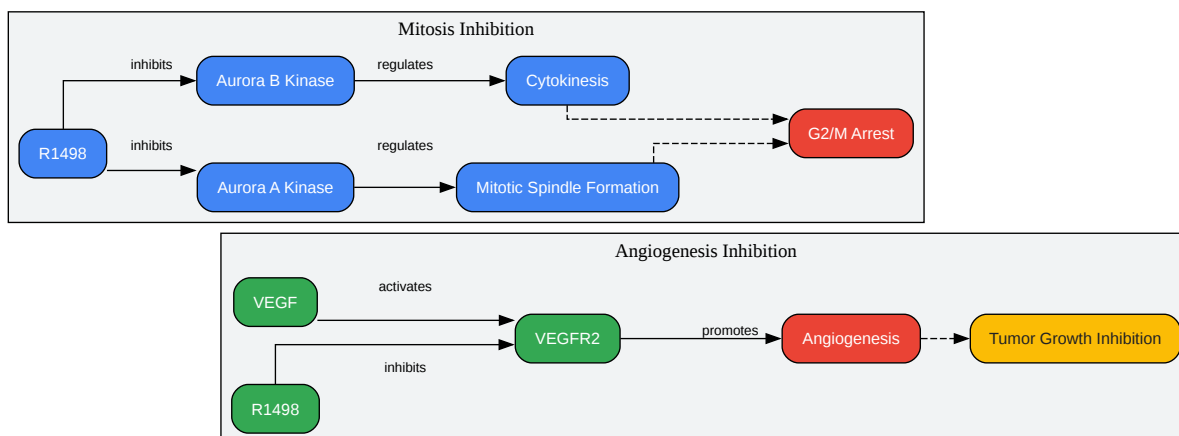 Mitosis Inhibition
inhibits
Aurora B Kinase
regulates
Cytokinesis
R1498
inhibits
Aurora A Kinase
regulates
Mitotic Spindle Formation
G2/M Arrest
Angiogenesis Inhibition
VEGF
activates
VEGFR2
promotes
Angiogenesis
Tumor Growth Inhibition
inhibits
R1498